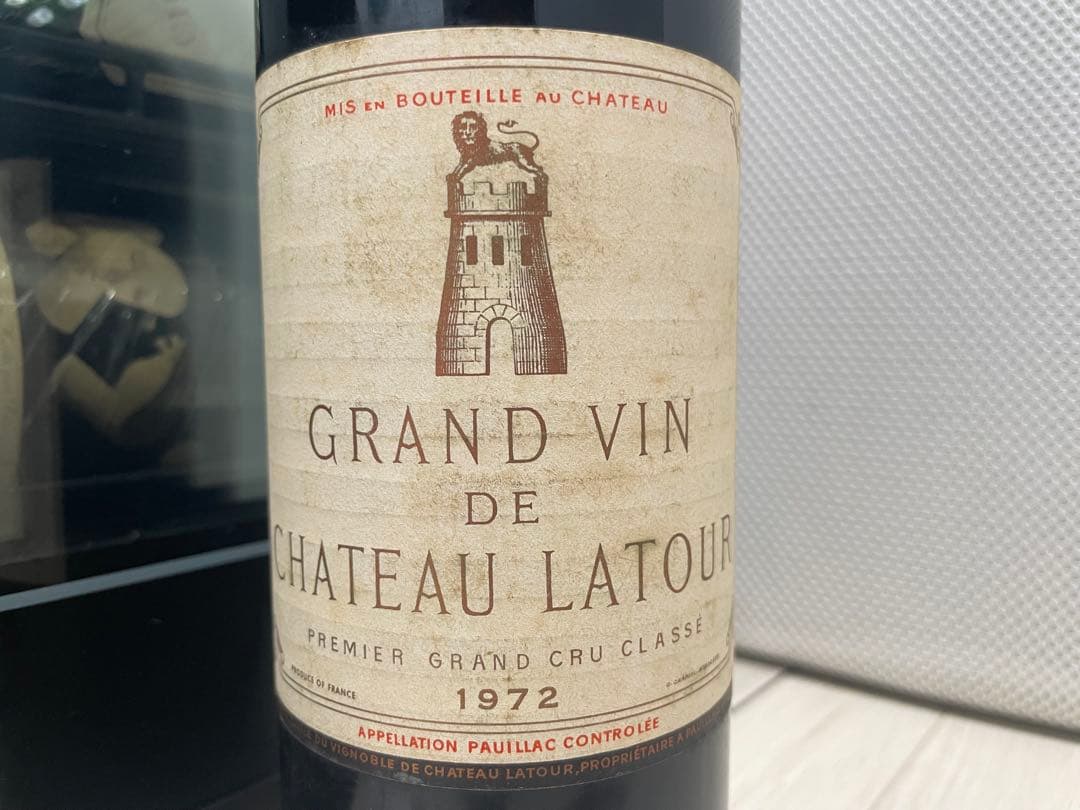 MIS EN BOUTEILLE AU CHATEAU
GRAND VIN
DE
CHATEAU LATOUR
PREMIER GRAND CRU CLASSÉ
PRODUCE OF FRANCE
1972
APPELLATION PAUILLAC CONTROLÉE
DU VIGNOBLE DE CHATEAU LATOUR, PROPRIÉTAIRE A